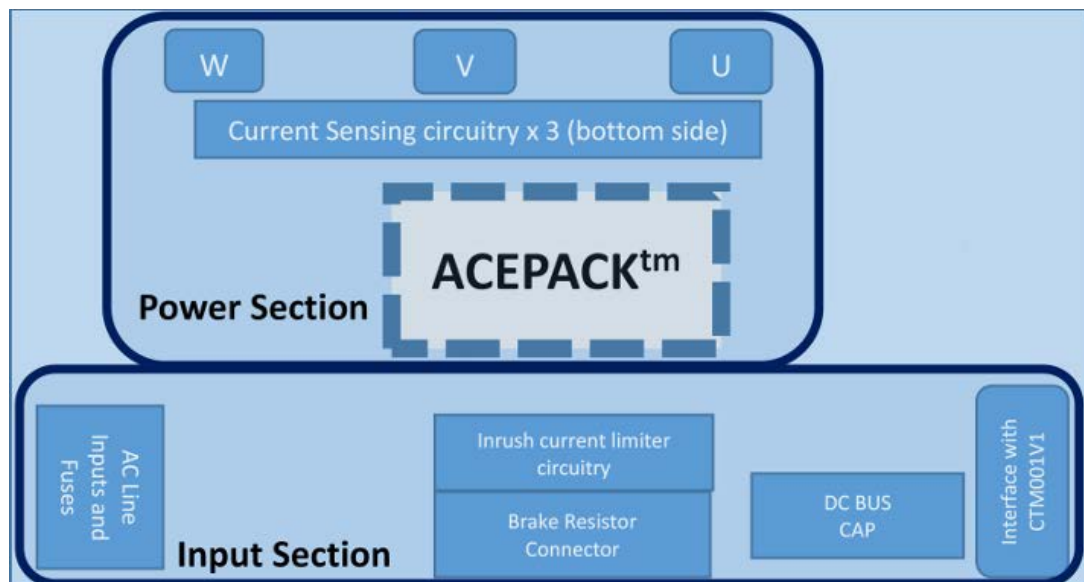 W
V
U
Current Sensing circuitry x 3 (bottom side)
ACEPACK™
Power Section
AC Line
Inputs and
Fuses
Inrush current limiter
circuitry
Brake Resistor
Connector
DC BUS
CAP
Interface with
CTM001V1
Input Section